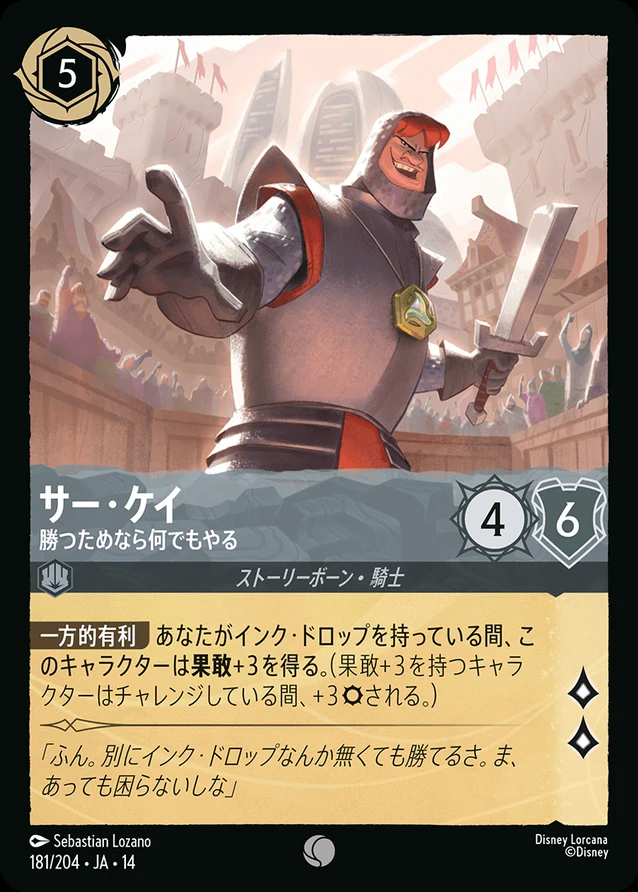 5
サー・ケイ
勝つためなら何でもやる
4
6
ストーリーボーン・騎士
一方的有利 あなたがインク・ドロップを持っている間、こ
のキャラクターは果敢+3を得る。(果敢+3を持つキャラ
クターはチャレンジしている間、+3される。)
「ふん。別にインク・ドロップなんか無くても勝てるさ。ま、
あっても困らないしな」
Sebastian Lozano
181/204・JA・14
Disney Lorcana
©Disney